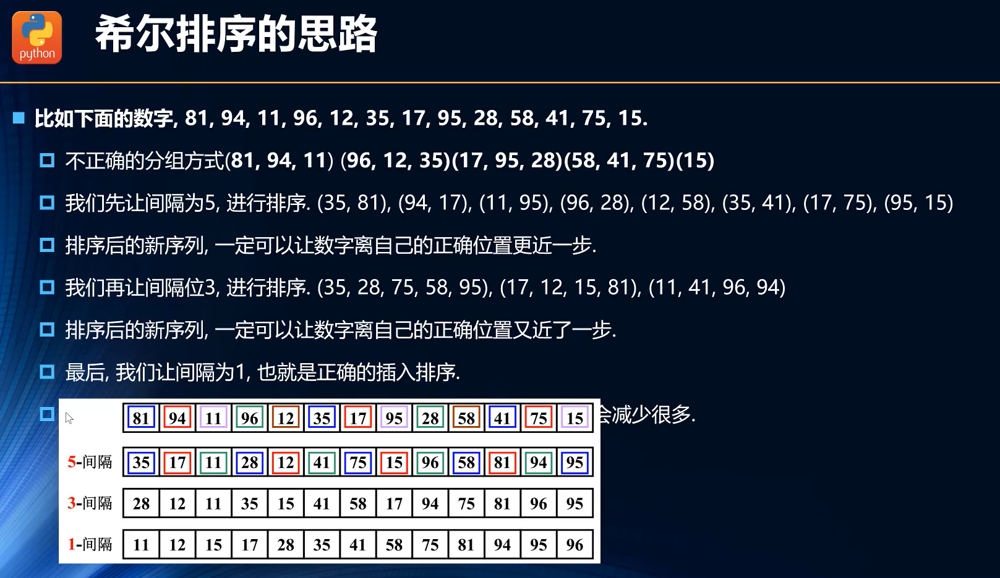 python
希尔排序的思路
比如下面的数字, 81, 94, 11, 96, 12, 35, 17, 95, 28, 58, 41, 75, 15.
不正确的分组方式(81, 94, 11) (96, 12, 35)(17, 95, 28)(58, 41, 75)(15)
我们先让间隔为5, 进行排序. (35, 81), (94, 17), (11, 95), (96, 28), (12, 58), (35, 41), (17, 75), (95, 15)
排序后的新序列, 一定可以让数字离自己的正确位置更近一步.
我们再让间隔位3, 进行排序. (35, 28, 75, 58, 95), (17, 12, 15, 81), (11, 41, 96, 94)
排序后的新序列, 一定可以让数字离自己的正确位置又近了一步.
最后, 我们让间隔为1, 也就是正确的插入排序.
会减少很多.
81 94 11 96 12 35 17 95 28 58 41 75 15
5-间隔 35 17 11 28 12 41 75 15 96 58 81 94 95
3-间隔 28 12 11 35 15 41 58 17 94 75 81 96 95
1-间隔 11 12 15 17 28 35 41 58 75 81 94 95 96